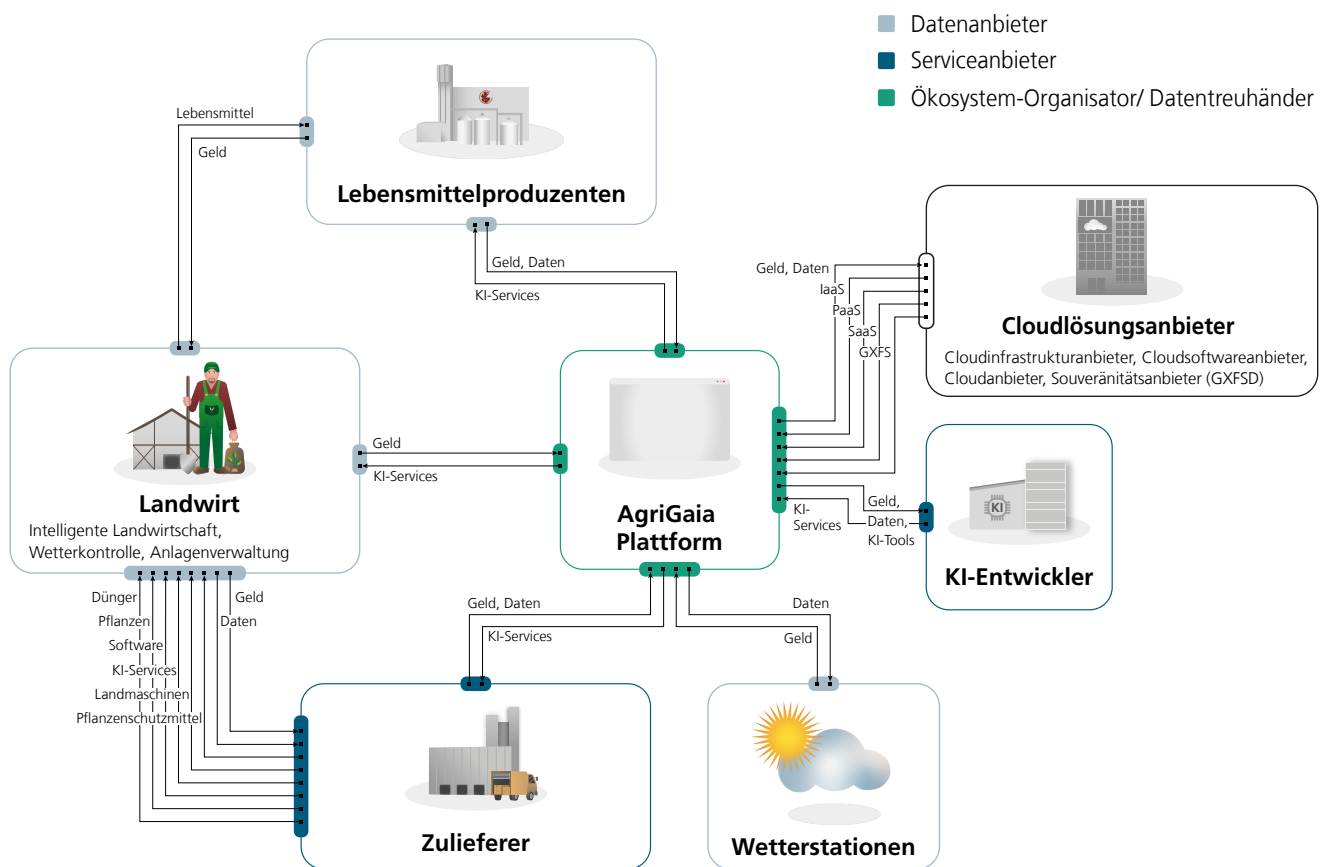 Datenanbieter
Serviceanbieter
Ökosystem-Organisator/ Datentreuhänder
Lebensmittel
Geld
Lebensmittelproduzenten
Geld, Daten
KI-Services
Geld, Daten
IaaS
PaaS
SaaS
GXFS
Cloudlösungsanbieter
Cloudinfrastrukturanbieter, Cloudsoftwareanbieter,
Cloudanbieter, Souveränitätsanbieter (GXFSD)
Landwirt
Intelligente Landwirtschaft,
Wetterkontrolle, Anlagenverwaltung
Geld
KI-Services
AgriGaia
Plattform
KI-
Services
Geld,
Daten,
KI-Tools
KI
KI-Entwickler
Dünger
Pflanzen
Software
KI-Services
Landmaschinen
Pflanzenschutzmittel
Geld
Daten
Geld, Daten
KI-Services
Daten
Geld
Zulieferer
Wetterstationen